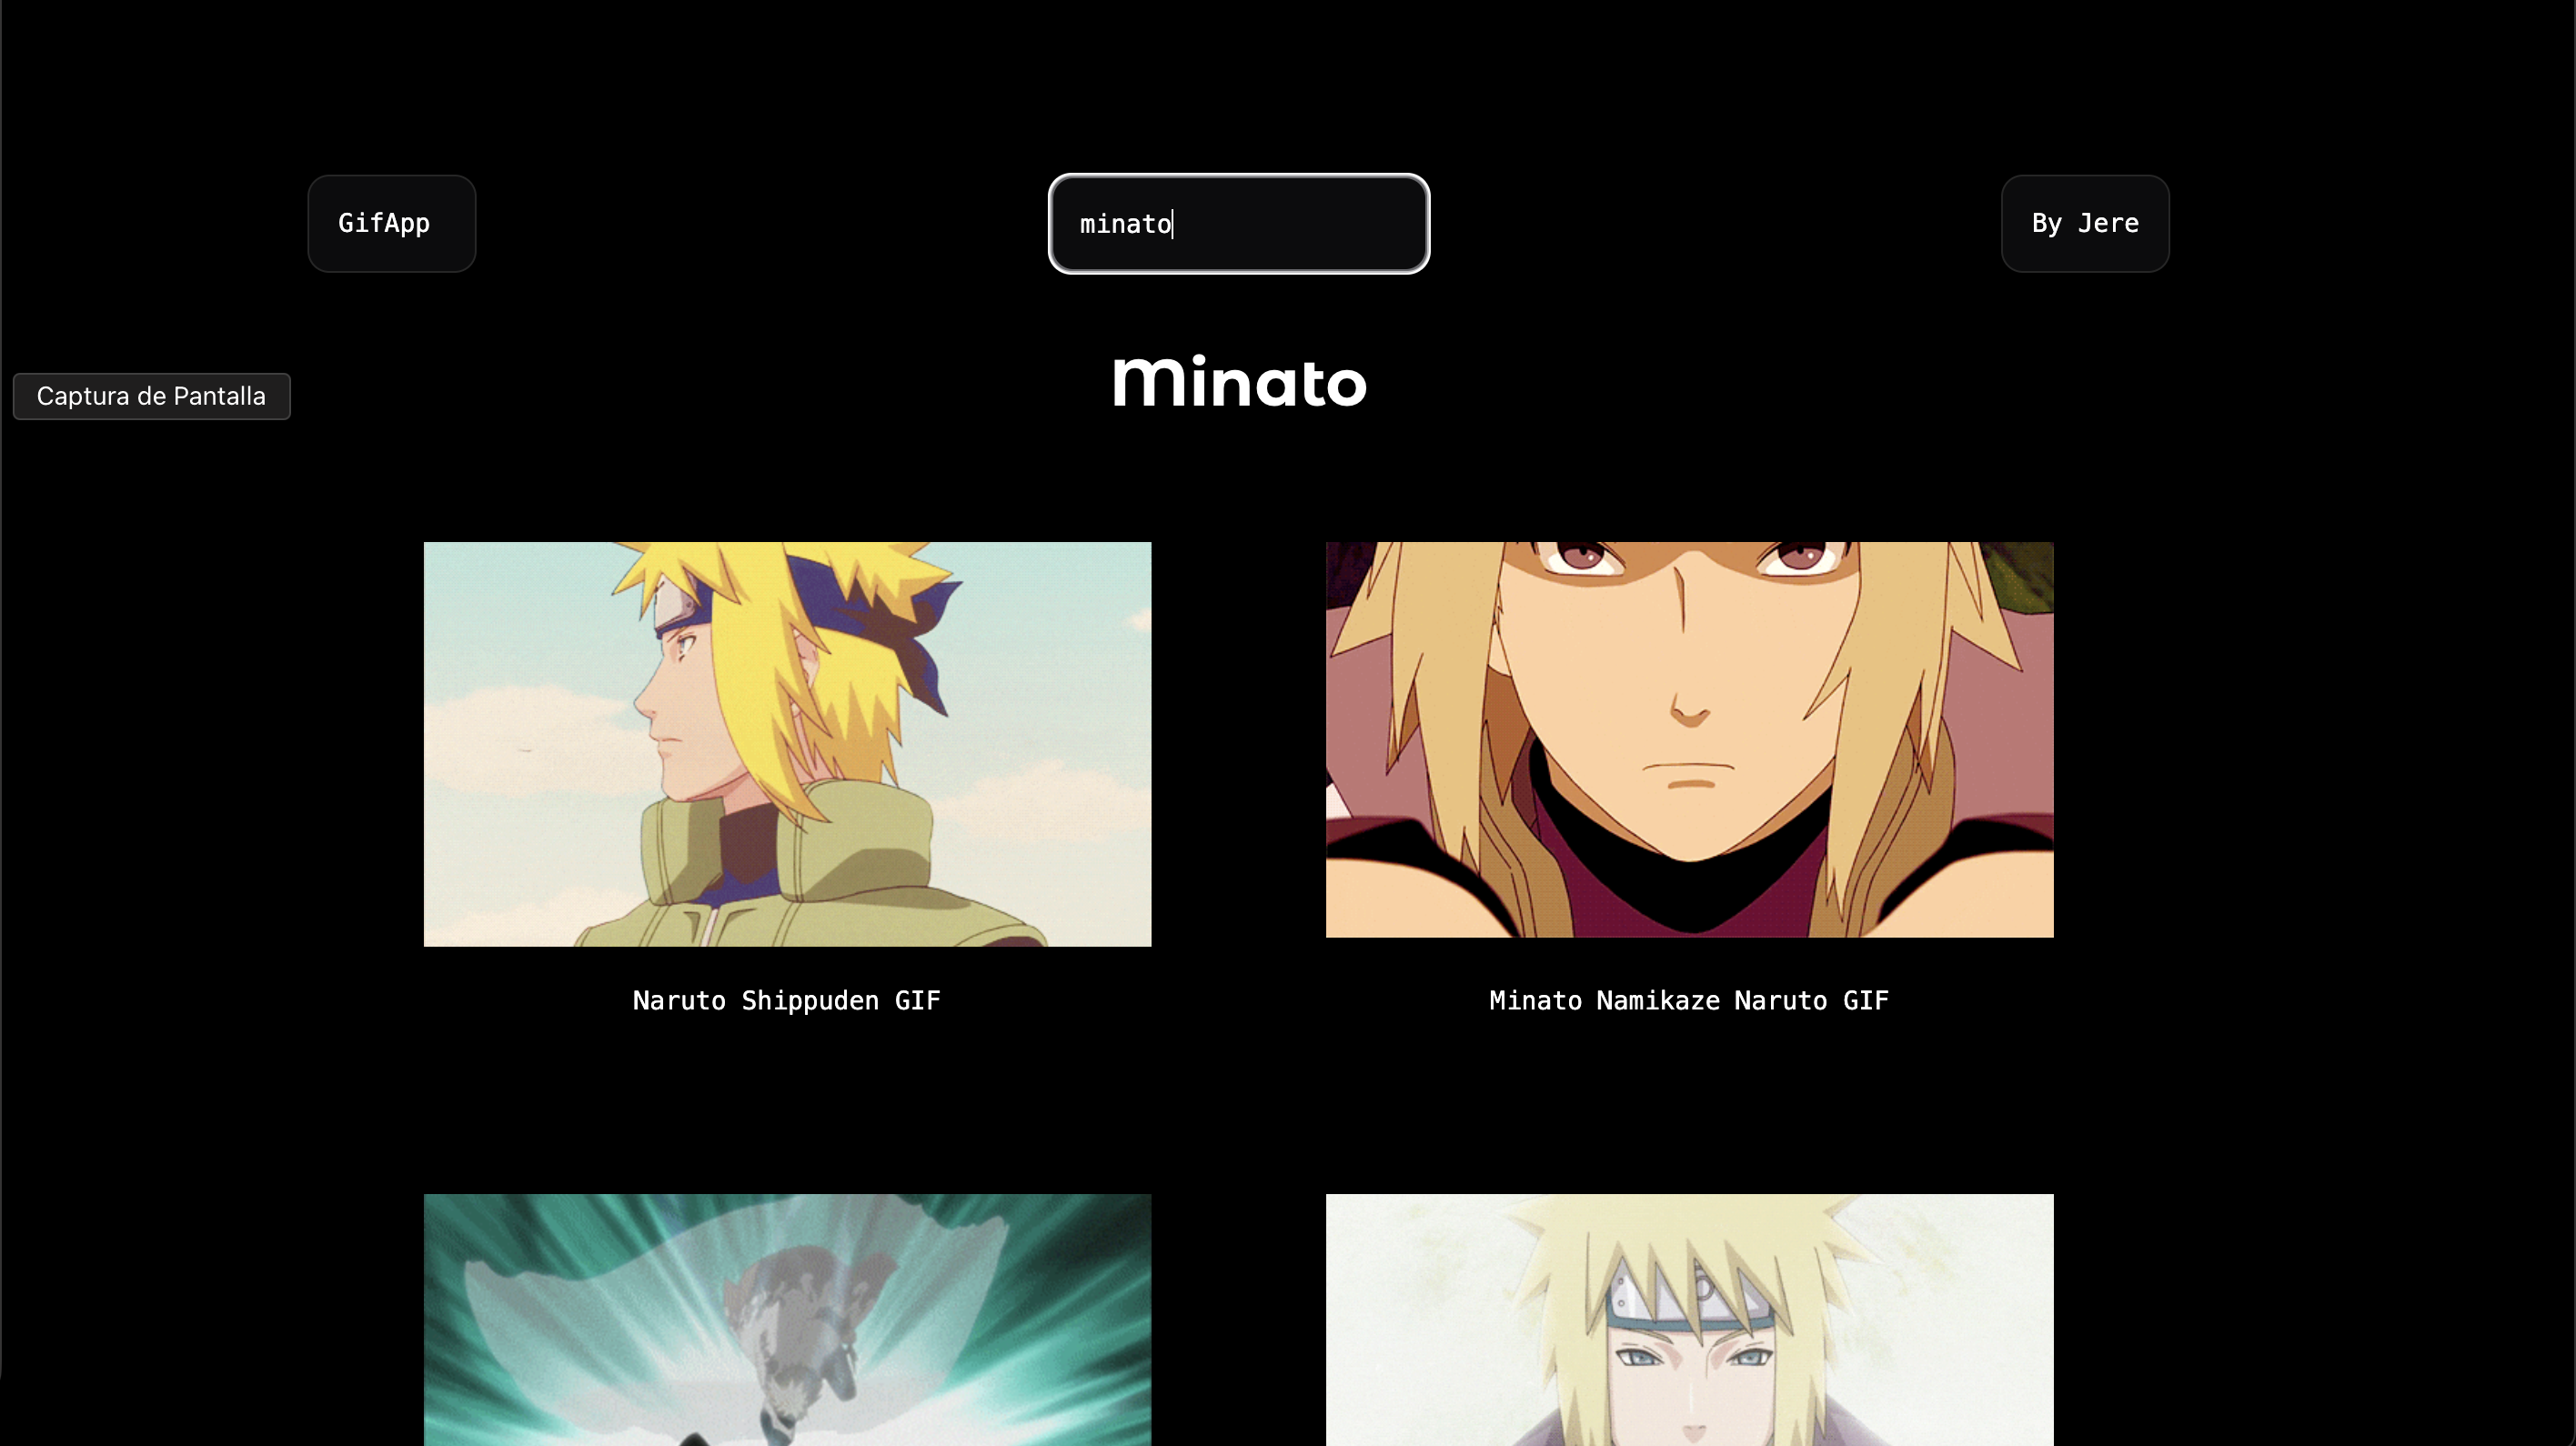 GifApp
minato
By Jere
minato
Captura de Pantalla
Naruto Shippuden GIF
Minato Namikaze Naruto GIF